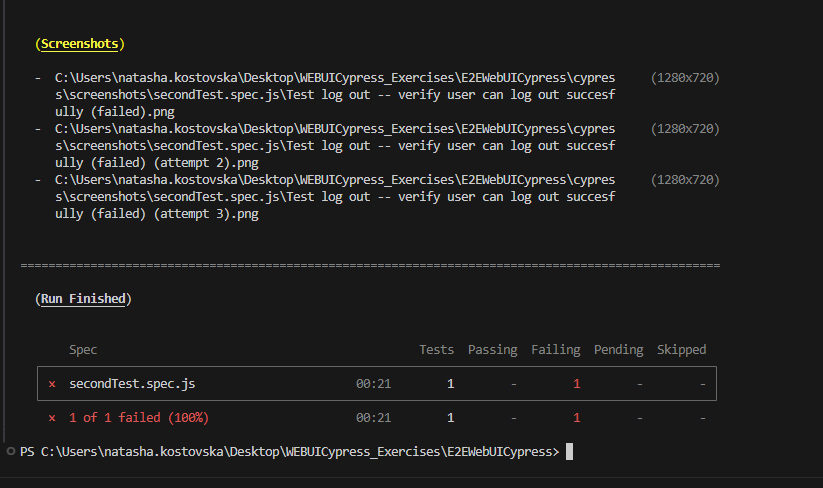 (Screenshots)
- C:\Users\natasha.kostovska\Desktop\WEBUICypress_Exercises\E2EWebUICypress\cypres (1280x720)
s\screenshots\secondTest.spec.js\Test log out -- verify user can log out succesf
ully (failed).png
- C:\Users\natasha.kostovska\Desktop\WEBUICypress_Exercises\E2EWebUICypress\cypres (1280x720)
s\screenshots\secondTest.spec.js\Test log out -- verify user can log out succesf
ully (failed) (attempt 2).png
- C:\Users\natasha.kostovska\Desktop\WEBUICypress_Exercises\E2EWebUICypress\cypres (1280x720)
s\screenshots\secondTest.spec.js\Test log out -- verify user can log out succesf
ully (failed) (attempt 3).png
====================================================================================================
(Run Finished)
Spec Tests Passing Failing Pending Skipped
× secondTest.spec.js 00:21 1 - 1 - -
× 1 of 1 failed (100%) 00:21 1 - 1 - -
PS C:\Users\natasha.kostovska\Desktop\WEBUICypress_Exercises\E2EWebUICypress>